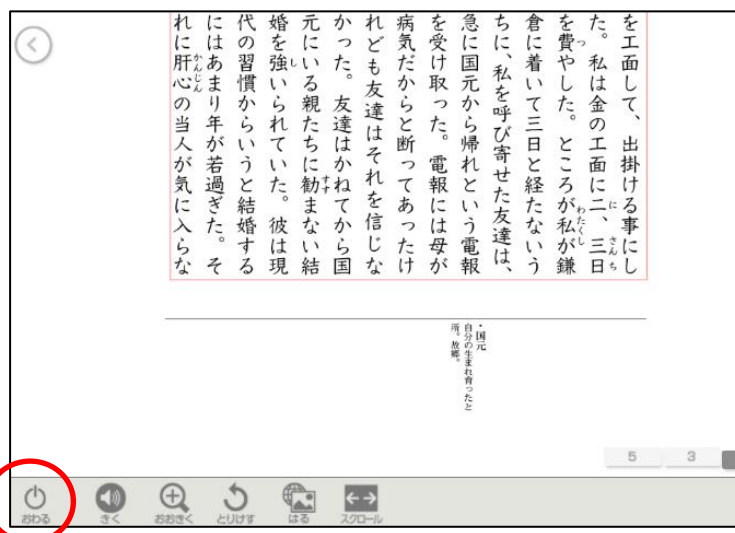 を工面して、出掛ける事にし
た。私は金の工面に二、三日
を費やした。ところが私が鎌
倉に着いて三日と経たないう
ちに、私を呼び寄せた友達は、
急に国元から帰れという電報
を受け取った。電報には母が
病気だからと断ってあったけ
れども友達はそれを信じな
かった。友達はかねてから国
元にいる親たちに勧まない結
婚を強いられていた。彼は現
代の習慣からいうと結婚する
にはあまり年が若過ぎた。そ
れに肝心の当人が気に入らな
・国元
自分の生まれ育ったと
所。故郷。
5 3
おわる きく おおきく とりけす はる スクロール